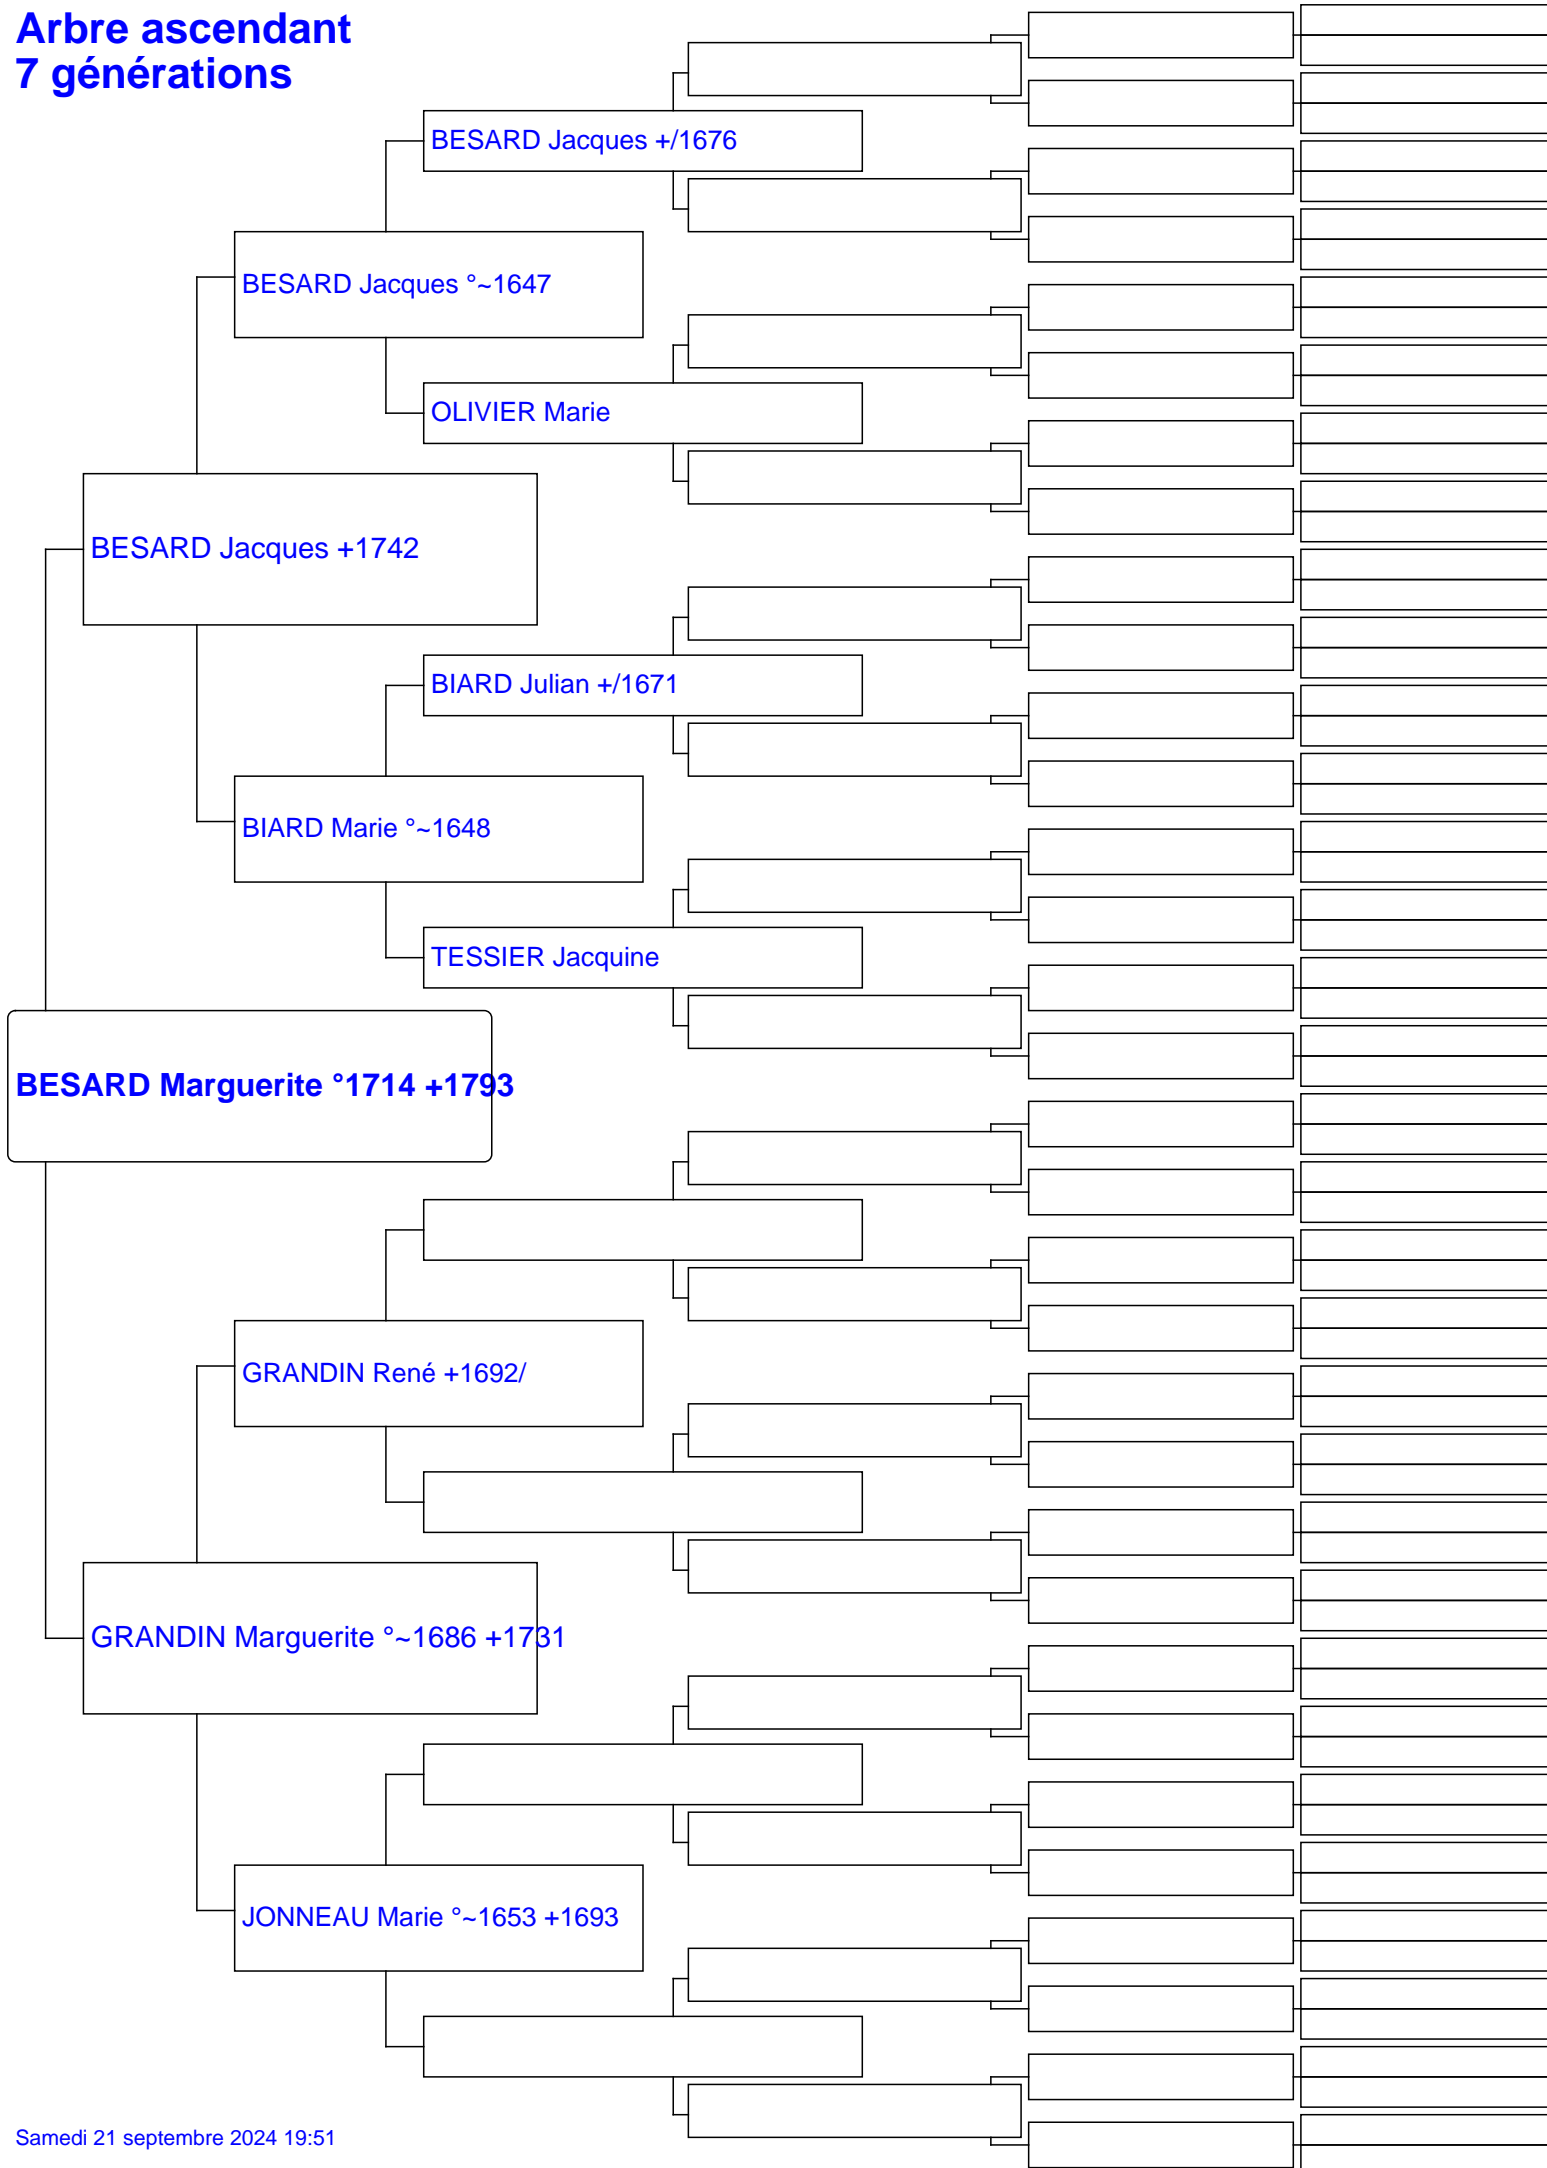 Arbre ascendant
7 générations
BESARD Jacques +/1676
BESARD Jacques °~1647
OLIVIER Marie
BESARD Jacques +1742
BIARD Julian +/1671
BIARD Marie °~1648
TESSIER Jacquine
BESARD Marguerite °1714 +1793
GRANDIN René +1692/
GRANDIN Marguerite °~1686 +1731
JONNEAU Marie °~1653 +1693
Samedi 21 septembre 2024 19:51